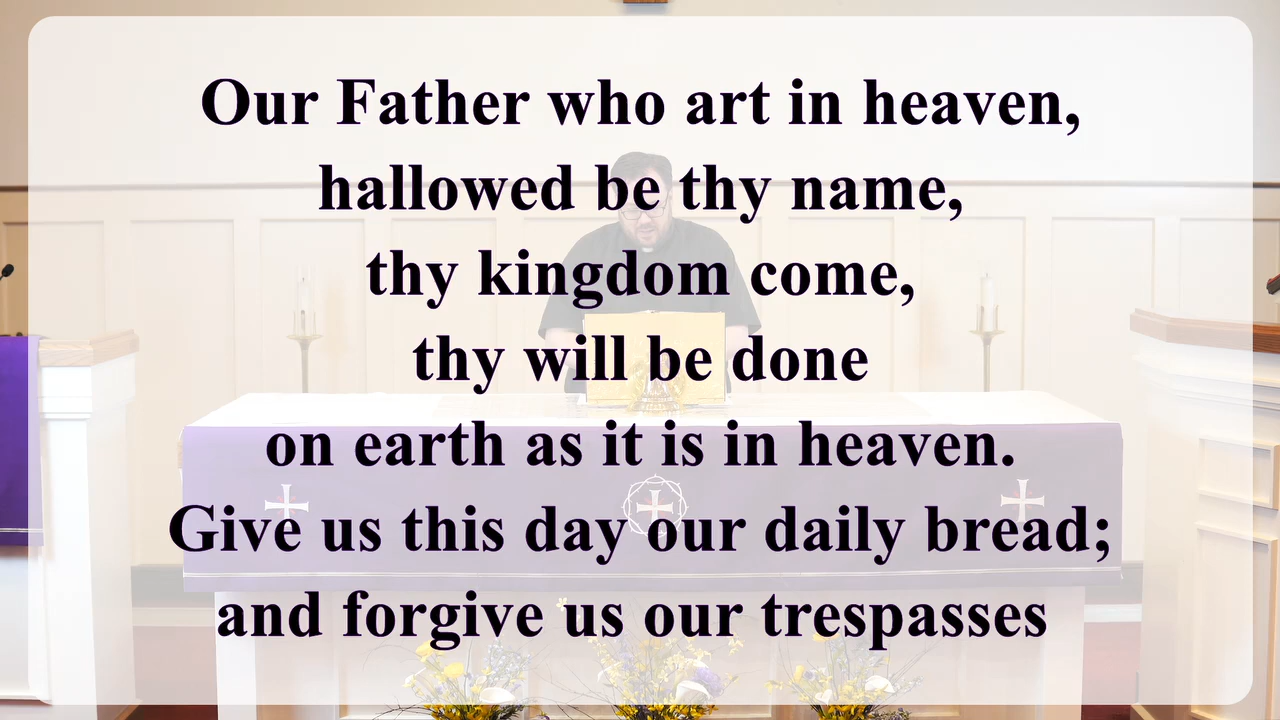 Our Father who art in heaven,
hallowed be thy name,
thy kingdom come,
thy will be done
on earth as it is in heaven.
Give us this day our daily bread;
and forgive us our trespasses